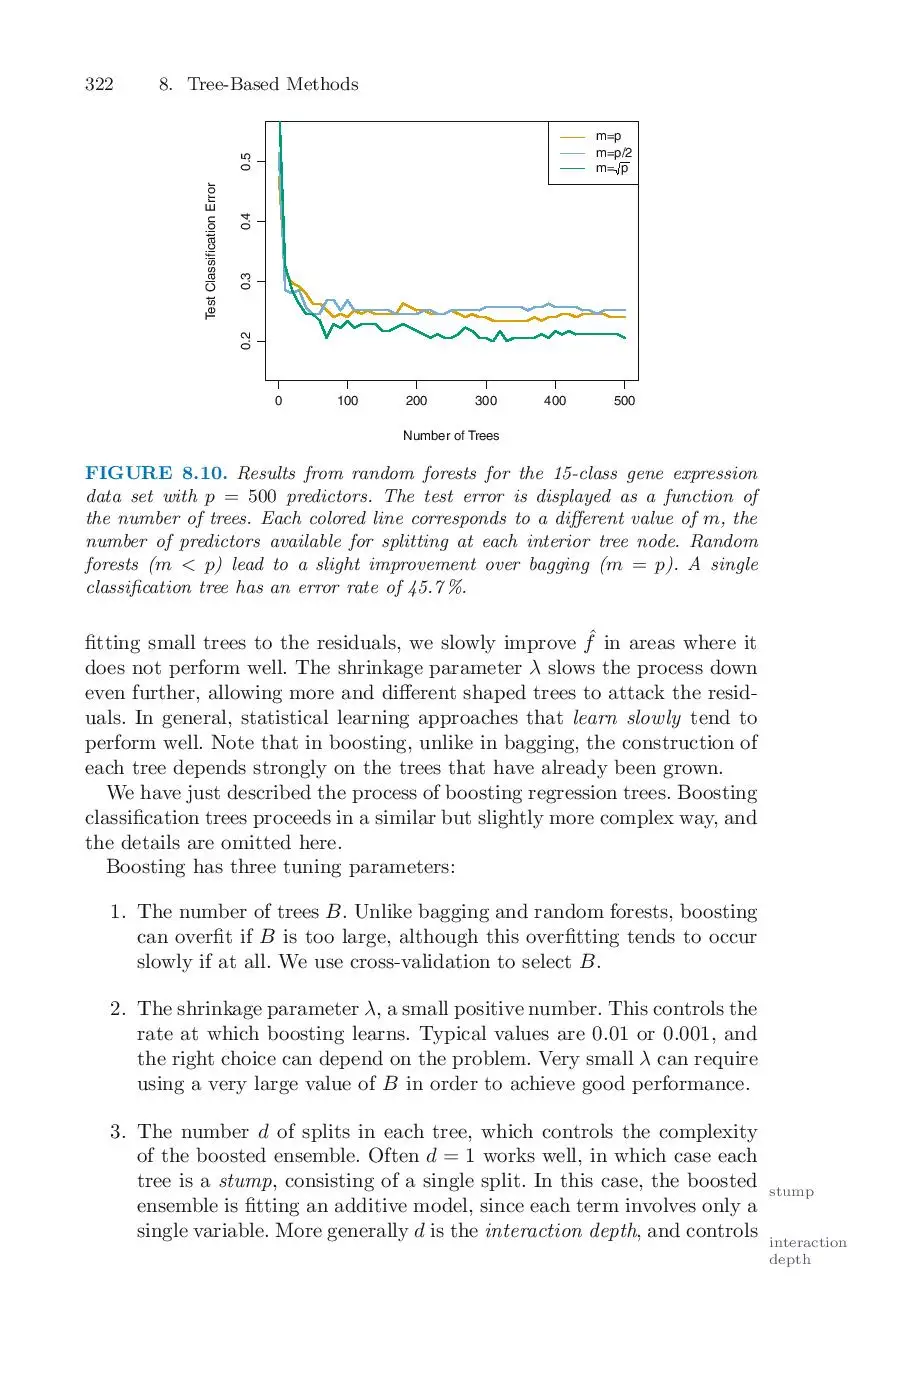 322 8. Tree-Based Methods
m=p
m=p/2
m=√p
Test Classification Error
0.5
0.4
0.3
0.2
0 100 200 300 400 500
Number of Trees
FIGURE 8.10. Results from random forests for the 15-class gene expression
data set with p = 500 predictors. The test error is displayed as a function of
the number of trees. Each colored line corresponds to a different value of m, the
number of predictors available for splitting at each interior tree node. Random
forests (m < p) lead to a slight improvement over bagging (m = p). A single
classification tree has an error rate of 45.7 %.
fitting small trees to the residuals, we slowly improve f̂ in areas where it
does not perform well. The shrinkage parameter λ slows the process down
even further, allowing more and different shaped trees to attack the resid-
uals. In general, statistical learning approaches that learn slowly tend to
perform well. Note that in boosting, unlike in bagging, the construction of
each tree depends strongly on the trees that have already been grown.
We have just described the process of boosting regression trees. Boosting
classification trees proceeds in a similar but slightly more complex way, and
the details are omitted here.
Boosting has three tuning parameters:
1. The number of trees B. Unlike bagging and random forests, boosting
can overfit if B is too large, although this overfitting tends to occur
slowly if at all. We use cross-validation to select B.
2. The shrinkage parameter λ, a small positive number. This controls the
rate at which boosting learns. Typical values are 0.01 or 0.001, and
the right choice can depend on the problem. Very small λ can require
using a very large value of B in order to achieve good performance.
3. The number d of splits in each tree, which controls the complexity
of the boosted ensemble. Often d = 1 works well, in which case each
tree is a stump, consisting of a single split. In this case, the boosted
stump
ensemble is fitting an additive model, since each term involves only a
single variable. More generally d is the interaction depth, and controls
interaction
depth